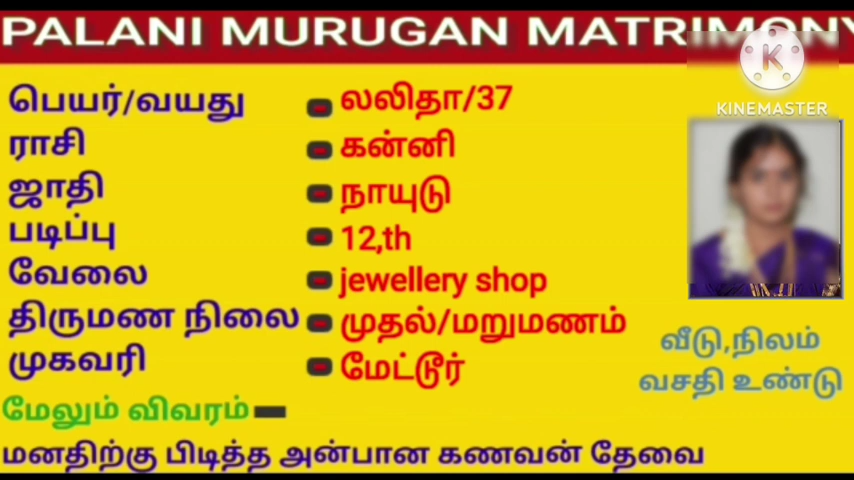 PALANI MURUGAN MATRIMONY
KINEMASTER
பெயர்/வயது - லலிதா/37
ராசி - கன்னி
ஜாதி - நாயுடு
படிப்பு - 12,th
வேலை - jewellery shop
திருமண நிலை - முதல்/மறுமணம்
முகவரி - மேட்டூர்
வீடு,நிலம்
வசதி உண்டு
மேலும் விவரம் -
மனதிற்கு பிடித்த அன்பான கணவன் தேவை